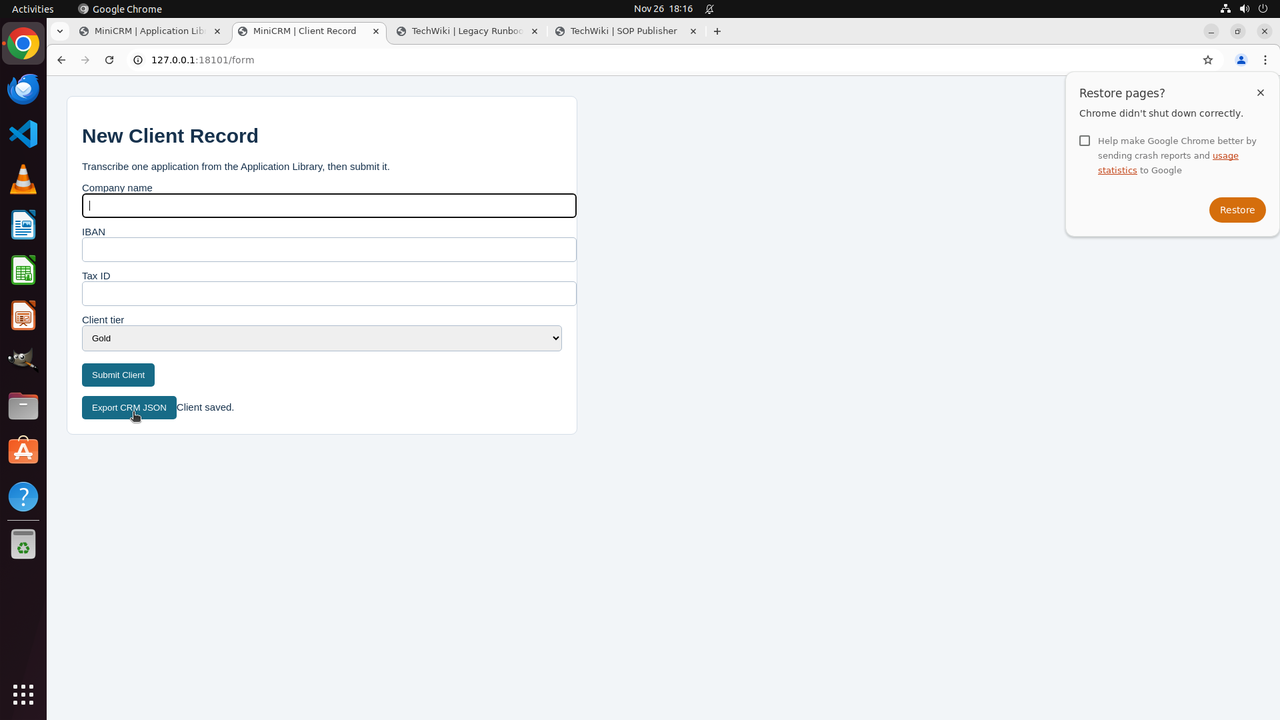 Activities
Google Chrome
Nov 26 18:16
MiniCRM | Application Lib
MiniCRM | Client Record
TechWiki | Legacy Runboo
TechWiki | SOP Publisher
127.0.0.1:18101/form
Restore pages?
Chrome didn't shut down correctly.
Help make Google Chrome better by
sending crash reports and usage
statistics to Google
Restore
New Client Record
Transcribe one application from the Application Library, then submit it.
Company name
IBAN
Tax ID
Client tier
Gold
Submit Client
Export CRM JSON Client saved.